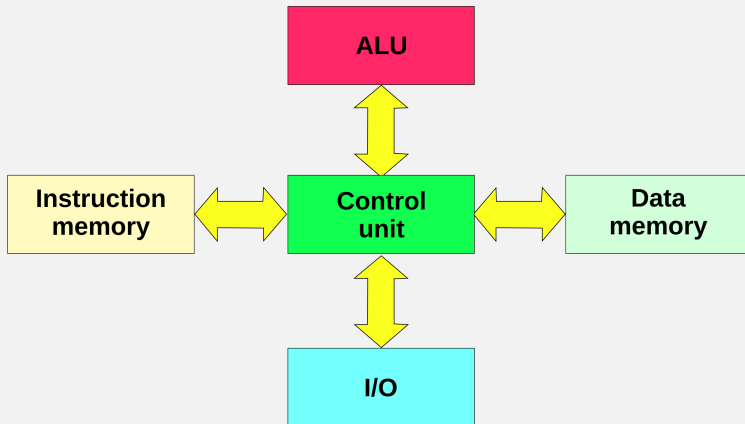 ALU
Instruction
memory
Control
unit
Data
memory
I/O